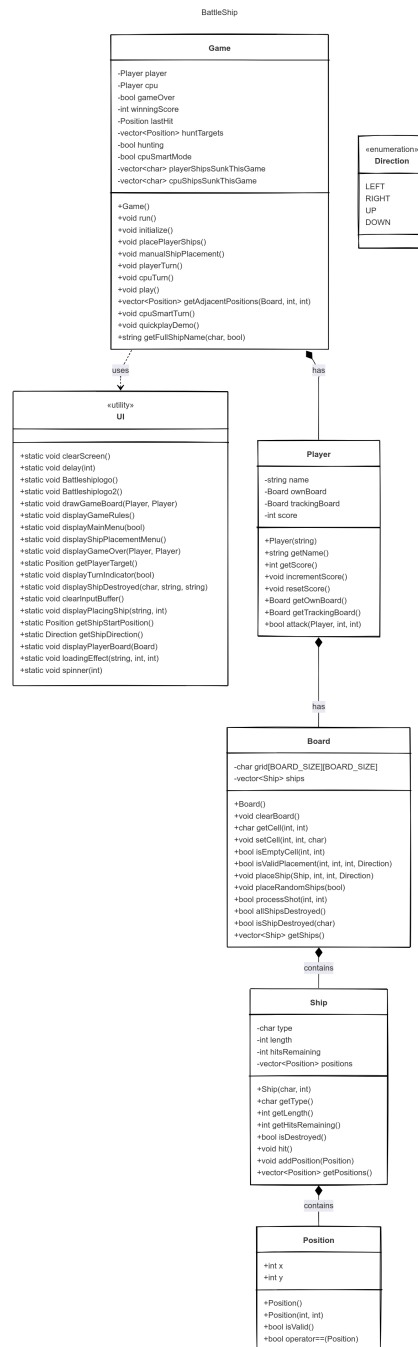 BattleShip
Game
-Player player
-Player cpu
-bool gameOver
-int winningScore
-Position lastHit
-vector<Position> huntTargets
-bool hunting
-bool cpuSmartMode
-vector<char> playerShipsSunkThisGame
-vector<char> cpuShipsSunkThisGame
+Game()
+void run()
+void initialize()
+void placePlayerShips()
+void manualShipPlacement()
+void playerTurn()
+void cpuTurn()
+void play()
+vector<Position> getAdjacentPositions(Board, int, int)
+void cpuSmartTurn()
+void quickplayDemo()
+string getFullShipName(char, bool)
«enumeration»
Direction
LEFT
RIGHT
UP
DOWN
uses
has
«utility»
UI
+static void clearScreen()
+static void delay(int)
+static void Battleshiplogo()
+static void Battleshiplogo2()
+static void drawGameBoard(Player, Player)
+static void displayGameRules()
+static void displayMainMenu(bool)
+static void displayShipPlacementMenu()
+static void displayGameOver(Player, Player)
+static Position getPlayerTarget()
+static void displayTurnIndicator(bool)
+static void displayShipDestroyed(char, string, string)
+static void clearInputBuffer()
+static void displayPlacingShip(string, int)
+static Position getShipStartPosition()
+static Direction getShipDirection()
+static void displayPlayerBoard(Board)
+static void loadingEffect(string, int, int)
+static void spinner(int)
Player
-string name
-Board ownBoard
-Board trackingBoard
-int score
+Player(string)
+string getName()
+int getScore()
+void incrementScore()
+void resetScore()
+Board getOwnBoard()
+Board getTrackingBoard()
+bool attack(Player, int, int)
has
Board
-char grid[BOARD_SIZE][BOARD_SIZE]
-vector<Ship> ships
+Board()
+void clearBoard()
+char getCell(int, int)
+void setCell(int, int, char)
+bool isEmptyCell(int, int)
+bool isValidPlacement(int, int, int, Direction)
+void placeShip(Ship, int, int, Direction)
+void placeRandomShips(bool)
+bool processShot(int, int)
+bool allShipsDestroyed()
+bool isShipDestroyed(char)
+vector<Ship> getShips()
contains
Ship
-char type
-int length
-int hitsRemaining
-vector<Position> positions
+Ship(char, int)
+char getType()
+int getLength()
+int getHitsRemaining()
+bool isDestroyed()
+void hit()
+void addPosition(Position)
+vector<Position> getPositions()
contains
Position
+int x
+int y
+Position()
+Position(int, int)
+bool isValid()
+bool operator==(Position)